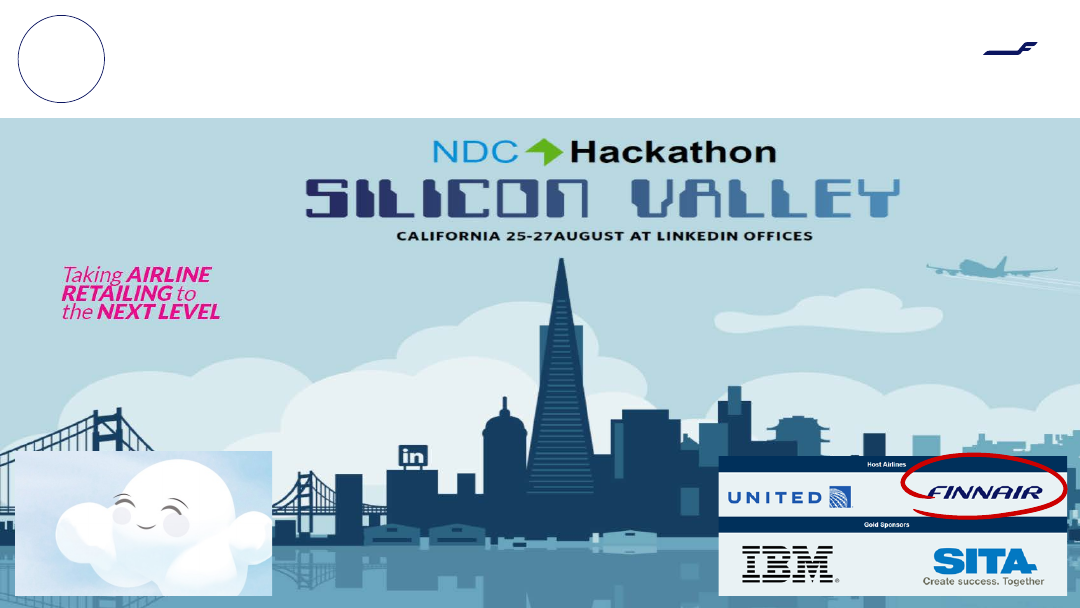 NDC Hackathon
SILICON VALLEY
CALIFORNIA 25-27AUGUST AT LINKEDIN OFFICES
Taking AIRLINE
RETAILING to
the NEXT LEVEL
in
Host Airlines
UNITED
FINNAIR
Gold Sponsors
IBM
SITA
Create success. Together